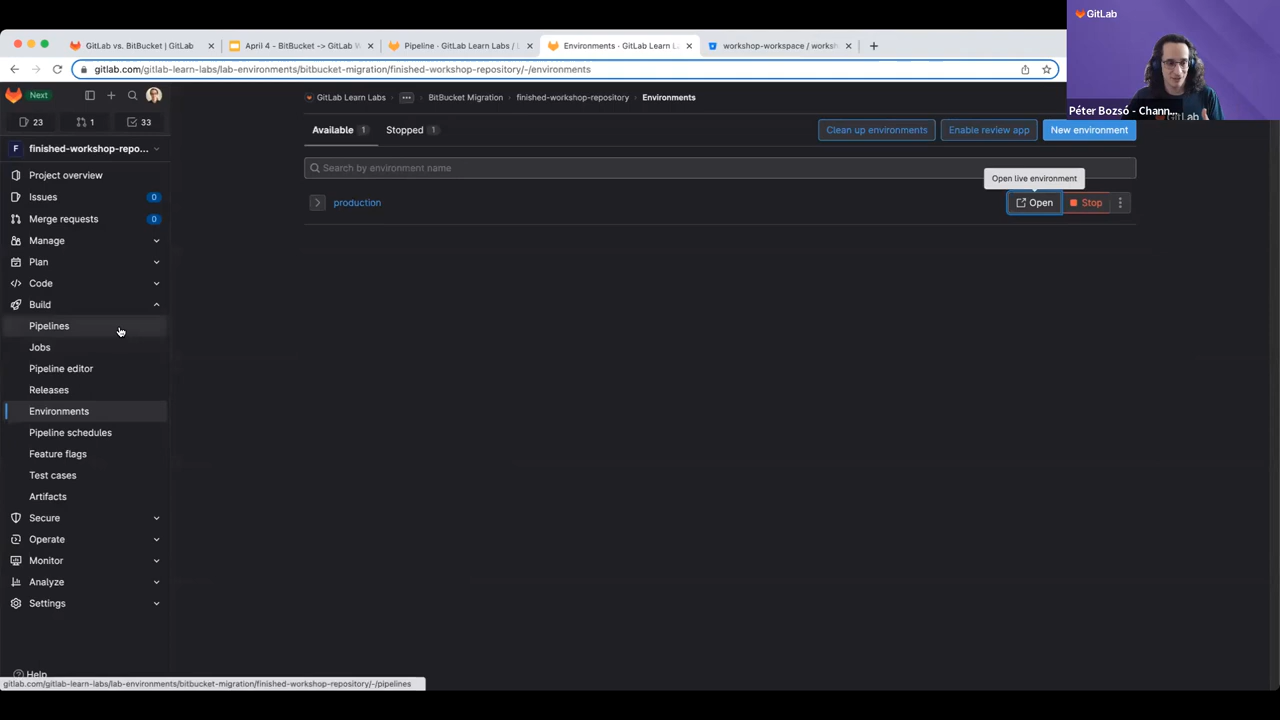 GitLab
GitLab vs. BitBucket | GitLab
April 4 - BitBucket -> GitLab W
Pipeline · GitLab Learn Labs /
Environments · GitLab Learn L
workshop-workspace / worksh
gitlab.com/gitlab-learn-labs/lab-environments/bitbucket-migration/finished-workshop-repository/-/environments
Next
23
1
33
F finished-workshop-repo...
Project overview
Issues 0
Merge requests 0
Manage
Plan
Code
Build
Pipelines
Jobs
Pipeline editor
Releases
Environments
Pipeline schedules
Feature flags
Test cases
Artifacts
Secure
Operate
Monitor
Analyze
Settings
Help
GitLab Learn Labs > ... > BitBucket Migration > finished-workshop-repository > Environments
Available 1 Stopped 1
Clean up environments
Enable review app
New environment
Search by environment name
Open live environment
production
Open
Stop
Péter Bozsó - Chann...
GitLab
gitlab.com/gitlab-learn-labs/lab-environments/bitbucket-migration/finished-workshop-repository/-/pipelines